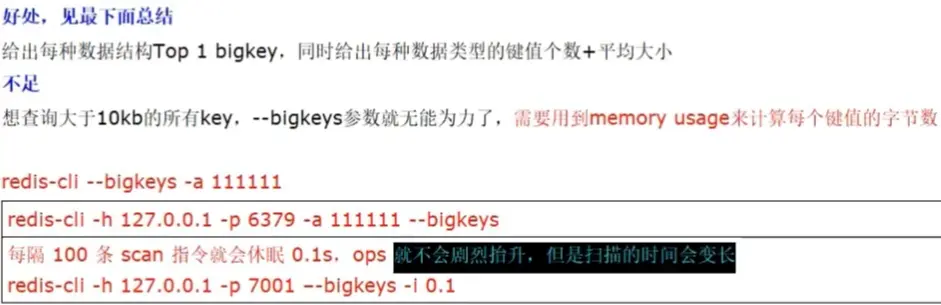 好处，见最下面总结
给出每种数据结构Top 1 bigkey，同时给出每种数据类型的键值个数+平均大小
不足
想查询大于10kb的所有key，--bigkeys参数就无能为力了，需要用到memory usage来计算每个键值的字节数
redis-cli --bigkeys -a 111111
redis-cli -h 127.0.0.1 -p 6379 -a 111111 --bigkeys
每隔 100 条 scan 指令就会休眠 0.1s，ops 就不会剧烈抬升，但是扫描的时间会变长
redis-cli -h 127.0.0.1 -p 7001 –-bigkeys -i 0.1